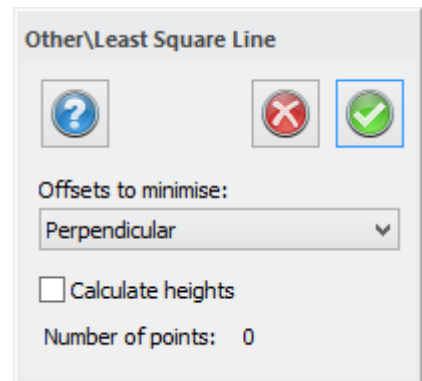 Other\Least Square Line
?
Offsets to minimise:
Perpendicular
Calculate heights
Number of points: 0